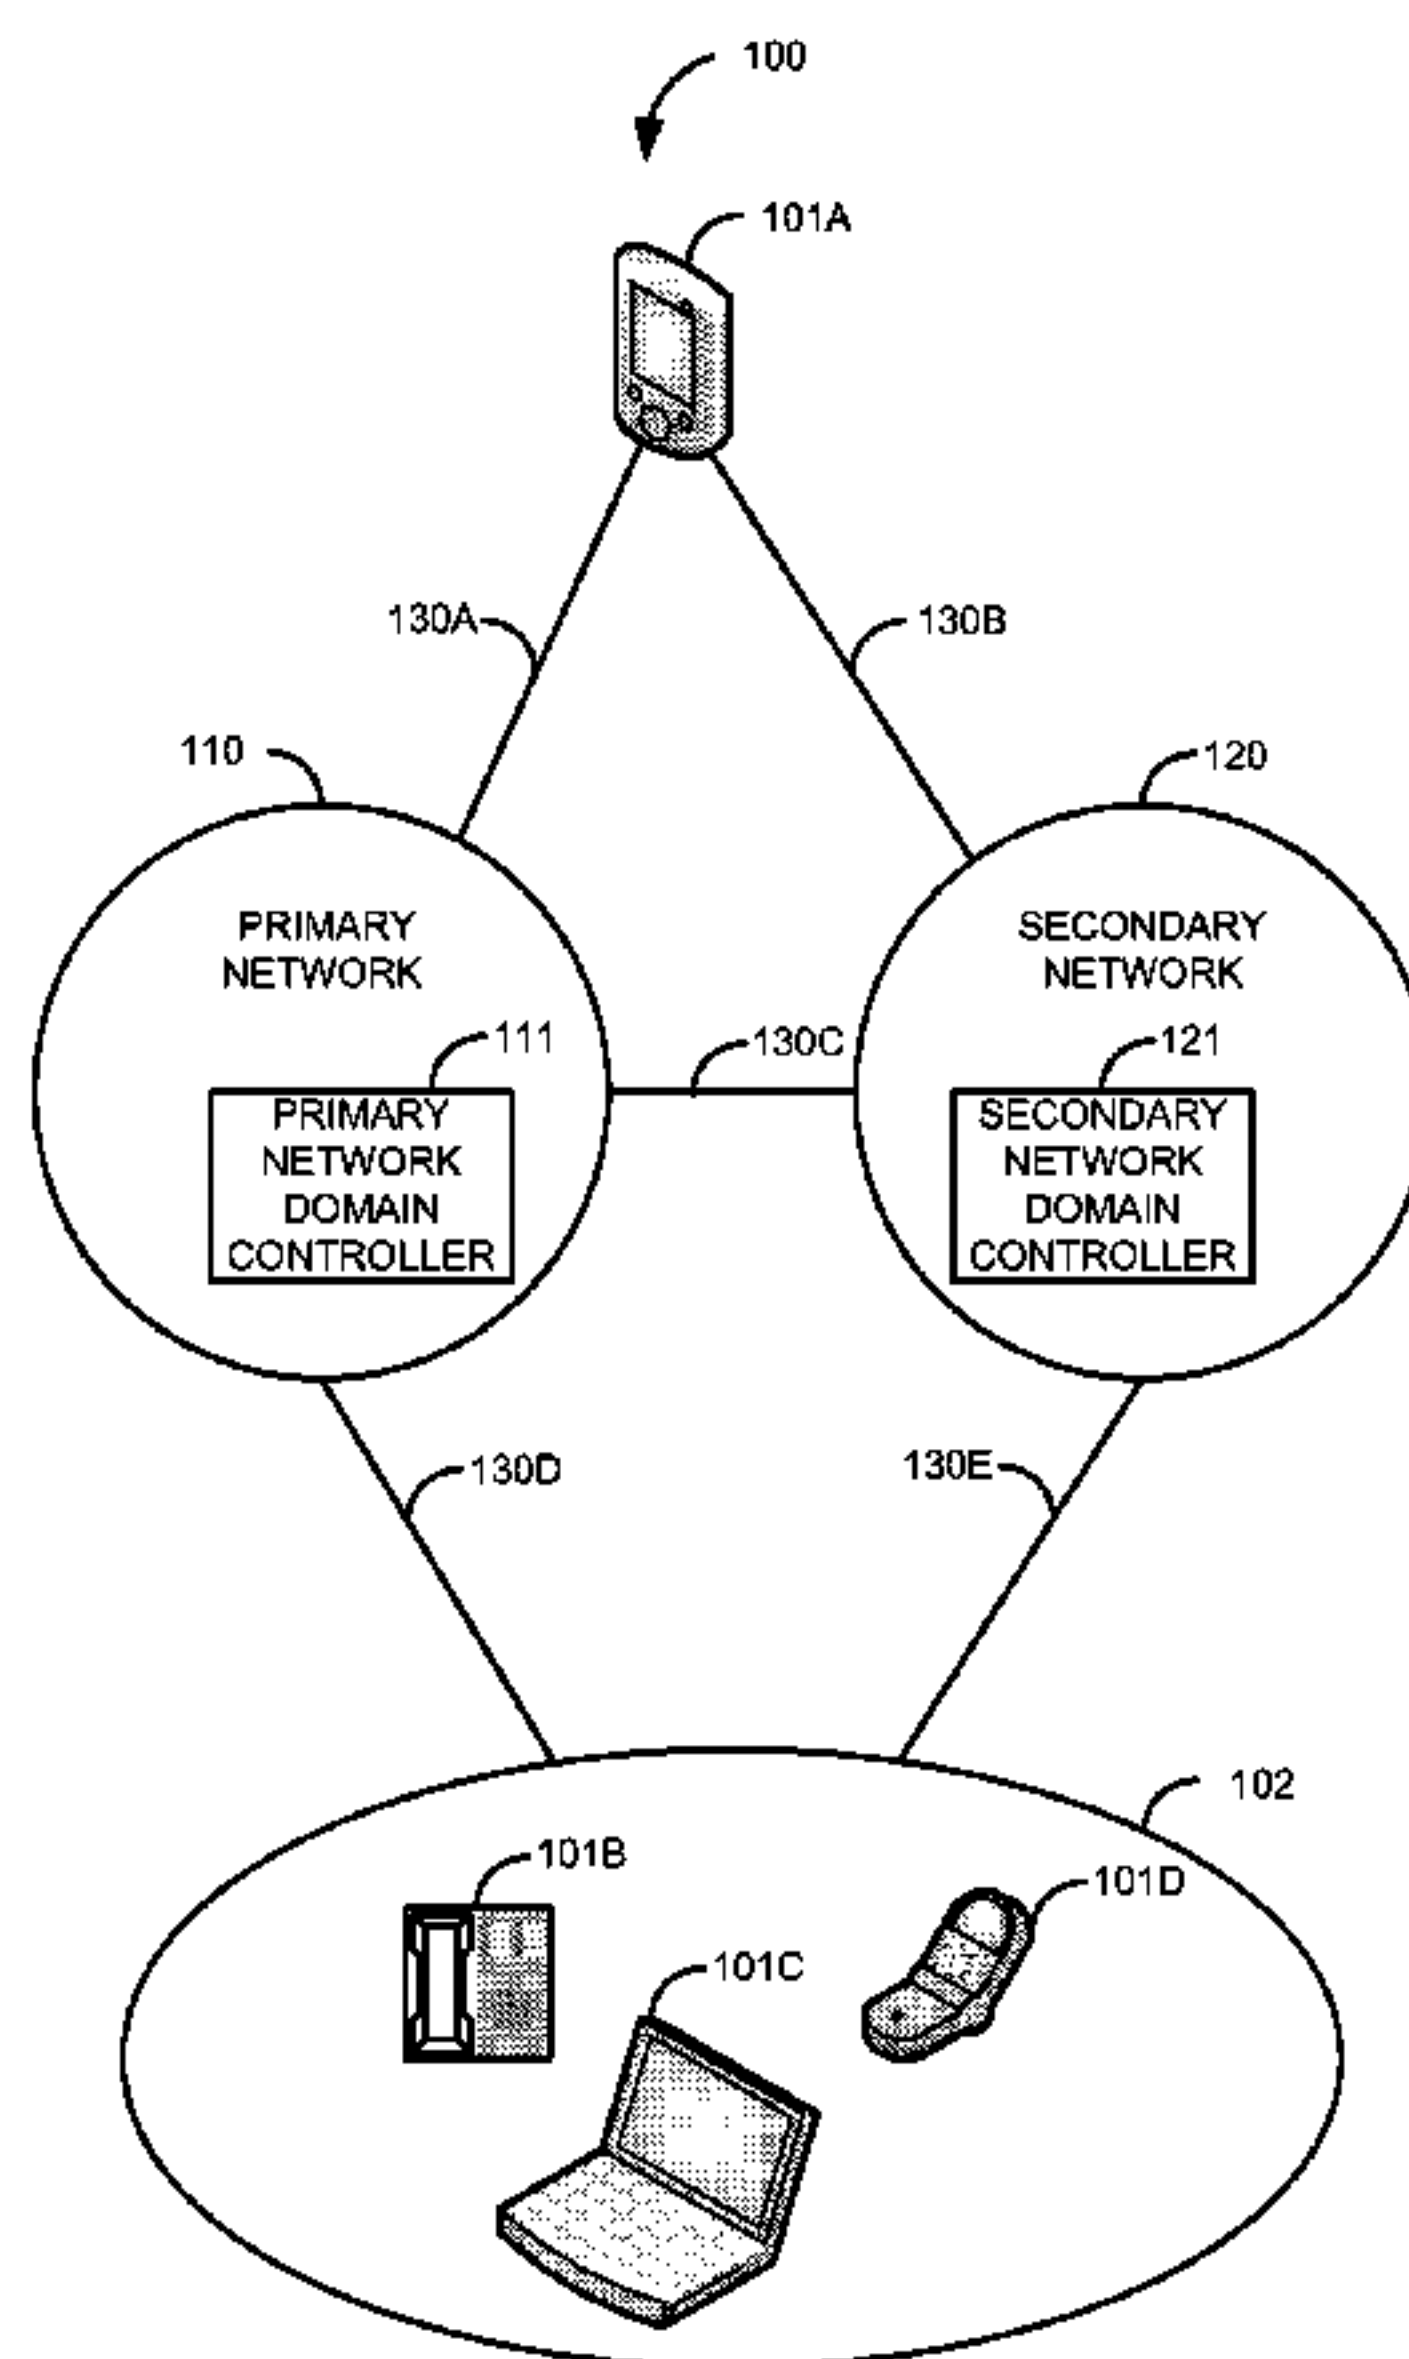 100
101A
130A
130B
110
120
PRIMARY
NETWORK
SECONDARY
NETWORK
111
130C
121
PRIMARY
NETWORK
DOMAIN
CONTROLLER
SECONDARY
NETWORK
DOMAIN
CONTROLLER
130D
130E
102
101B
101D
101C